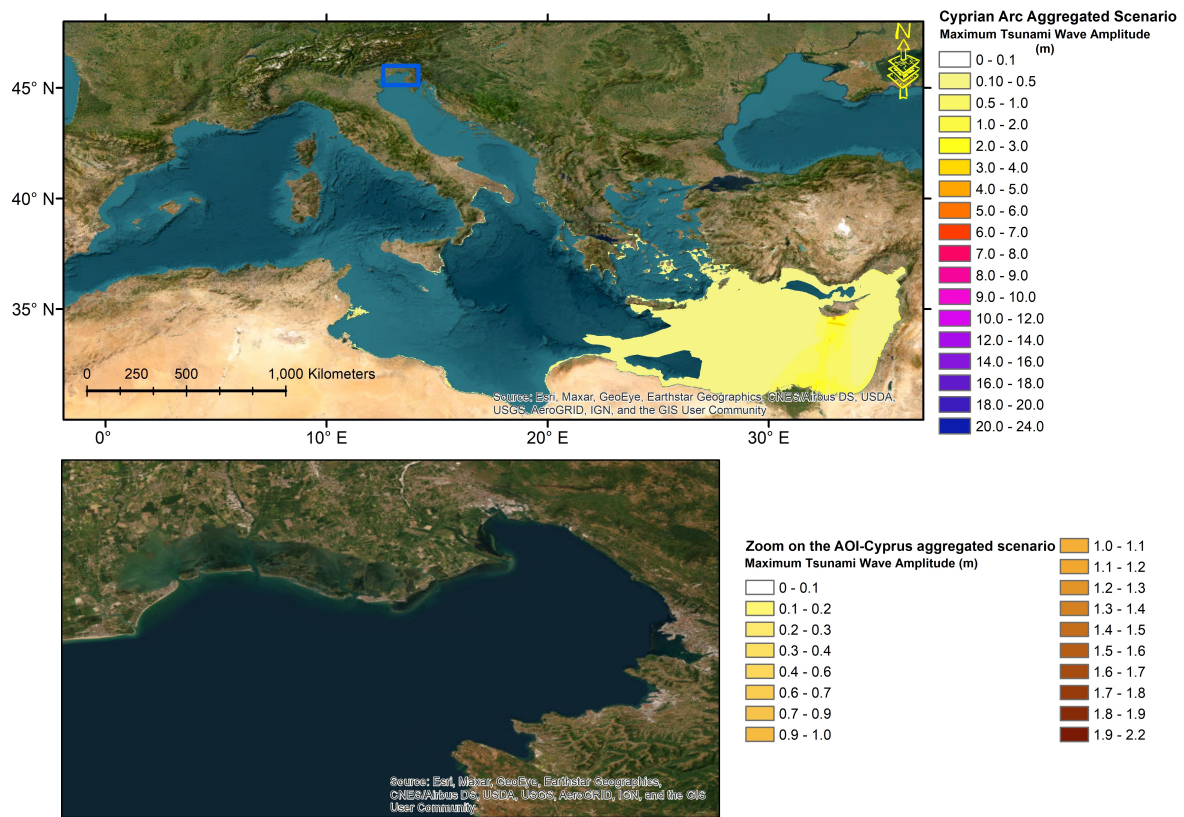 Cyprian Arc Aggregated Scenario
Maximum Tsunami Wave Amplitude
(m)
0 - 0.1
0.10 - 0.5
0.5 - 1.0
1.0 - 2.0
2.0 - 3.0
3.0 - 4.0
4.0 - 5.0
5.0 - 6.0
6.0 - 7.0
7.0 - 8.0
8.0 - 9.0
9.0 - 10.0
10.0 - 12.0
12.0 - 14.0
14.0 - 16.0
16.0 - 18.0
18.0 - 20.0
20.0 - 24.0
N
45° N
40° N
35° N
0 250 500 1,000 Kilometers
Source: Esri, Maxar, GeoEye, Earthstar Geographics, CNES/Airbus DS, USDA,
USGS, AeroGRID, IGN, and the GIS User Community
0° 10° E 20° E 30° E
Source: Esri, Maxar, GeoEye, Earthstar Geographics,
CNES/Airbus DS, USDA, USGS, AeroGRID, IGN, and the GIS
User Community
Zoom on the AOI-Cyprus aggregated scenario
Maximum Tsunami Wave Amplitude (m)
0 - 0.1
0.1 - 0.2
0.2 - 0.3
0.3 - 0.4
0.4 - 0.6
0.6 - 0.7
0.7 - 0.9
0.9 - 1.0
1.0 - 1.1
1.1 - 1.2
1.2 - 1.3
1.3 - 1.4
1.4 - 1.5
1.5 - 1.6
1.6 - 1.7
1.7 - 1.8
1.8 - 1.9
1.9 - 2.2